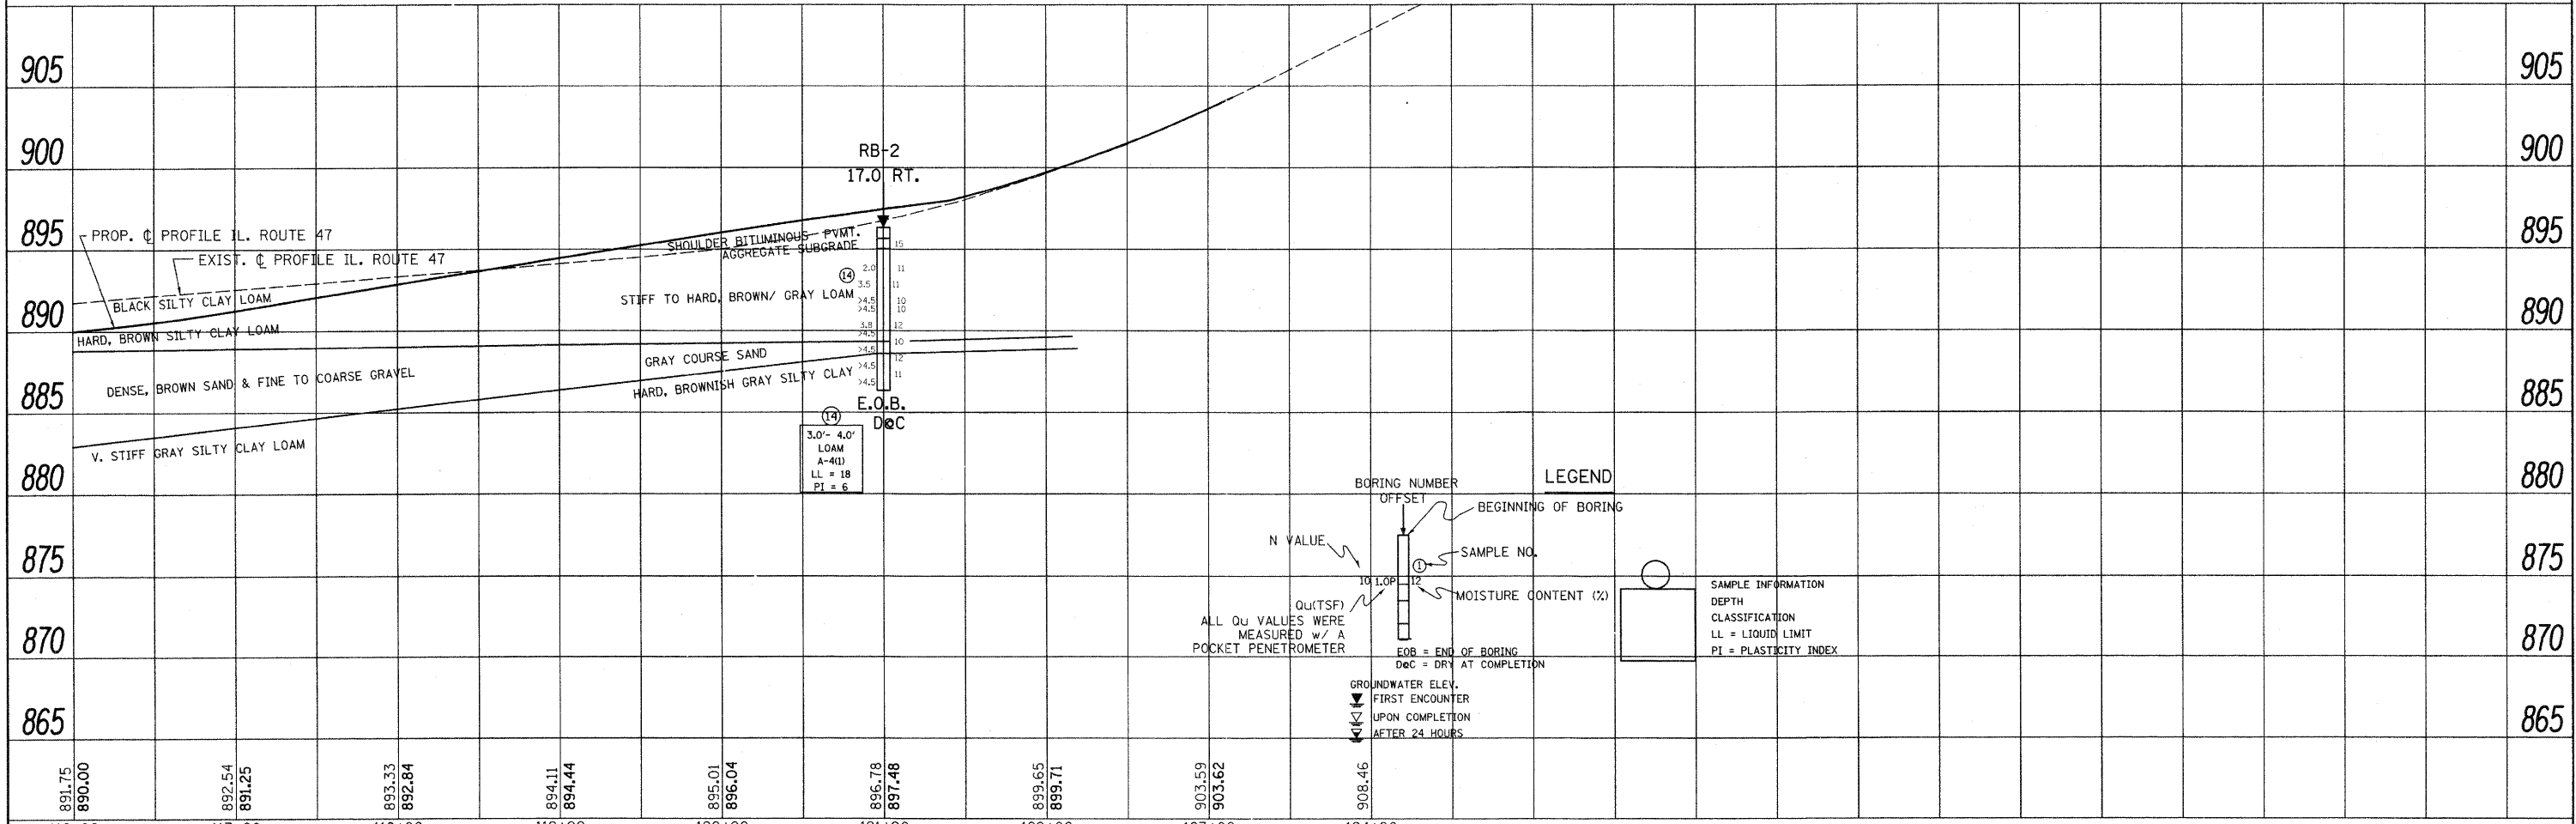 905 905
900 900
895 895
890 890
885 885
880 880
875 875
870 870
865 865
RB-2
17.0 RT.
PROP. ℄ PROFILE IL. ROUTE 47
EXIST. ℄ PROFILE IL. ROUTE 47
BLACK SILTY CLAY LOAM
HARD, BROWN SILTY CLAY LOAM
DENSE, BROWN SAND & FINE TO COARSE GRAVEL
V. STIFF GRAY SILTY CLAY LOAM
SHOULDER BITUMINOUS PVMT.
AGGREGATE SUBGRADE
STIFF TO HARD, BROWN/ GRAY LOAM
GRAY COURSE SAND
HARD, BROWNISH GRAY SILTY CLAY
15
14
2.0 11
3.5 11
>4.5 10
>4.5 10
3.8 12
>4.5 10
>4.5 12
>4.5 11
>4.5
E.O.B.
D@C
14
3.0'- 4.0'
LOAM
A-4(1)
LL = 18
PI = 6
LEGEND
BORING NUMBER
OFFSET
BEGINNING OF BORING
N VALUE
SAMPLE NO.
1
10 1.0P 12
MOISTURE CONTENT (%)
Qu(TSF)
ALL Qu VALUES WERE
MEASURED w/ A
POCKET PENETROMETER
EOB = END OF BORING
D@C = DRY AT COMPLETION
GROUNDWATER ELEV.
FIRST ENCOUNTER
UPON COMPLETION
AFTER 24 HOURS
SAMPLE INFORMATION
DEPTH
CLASSIFICATION
LL = LIQUID LIMIT
PI = PLASTICITY INDEX
891.75
890.00
892.54
891.25
893.33
892.84
894.11
894.44
895.01
896.04
896.78
897.48
899.65
899.71
903.59
903.62
908.46